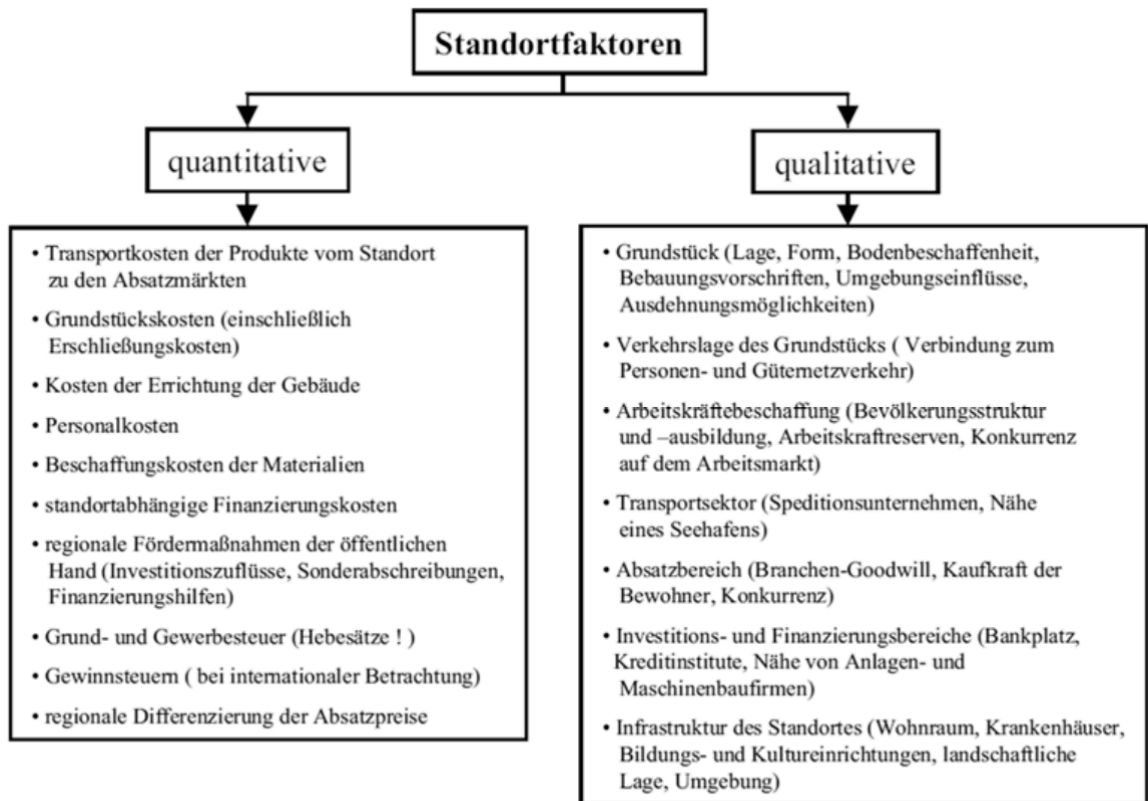 Standortfaktoren
quantitative
• Transportkosten der Produkte vom Standort
zu den Absatzmärkten
• Grundstückskosten (einschließlich
Erschließungskosten)
• Kosten der Errichtung der Gebäude
• Personalkosten
• Beschaffungskosten der Materialien
• standortabhängige Finanzierungskosten
• regionale Fördermaßnahmen der öffentlichen
Hand (Investitionszuflüsse, Sonderabschreibungen,
Finanzierungshilfen)
• Grund- und Gewerbesteuer (Hebesätze ! )
• Gewinnsteuern ( bei internationaler Betrachtung)
• regionale Differenzierung der Absatzpreise
qualitative
• Grundstück (Lage, Form, Bodenbeschaffenheit,
Bebauungsvorschriften, Umgebungseinflüsse,
Ausdehnungsmöglichkeiten)
• Verkehrslage des Grundstücks ( Verbindung zum
Personen- und Güternetzverkehr)
• Arbeitskräftebeschaffung (Bevölkerungsstruktur
und –ausbildung, Arbeitskraftreserven, Konkurrenz
auf dem Arbeitsmarkt)
• Transportsektor (Speditionsunternehmen, Nähe
eines Seehafens)
• Absatzbereich (Branchen-Goodwill, Kaufkraft der
Bewohner, Konkurrenz)
• Investitions- und Finanzierungsbereiche (Bankplatz,
Kreditinstitute, Nähe von Anlagen- und
Maschinenbaufirmen)
• Infrastruktur des Standortes (Wohnraum, Krankenhäuser,
Bildungs- und Kultureinrichtungen, landschaftliche
Lage, Umgebung)